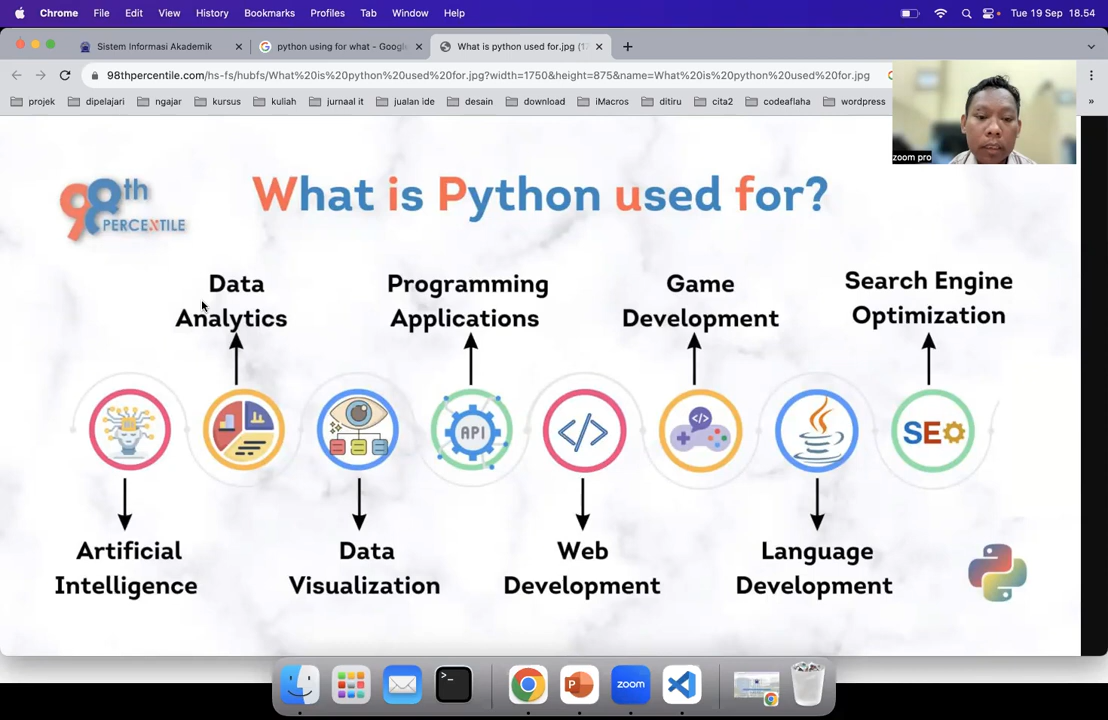 Chrome File Edit View History Bookmarks Profiles Tab Window Help Tue 19 Sep 18.54
Sistem Informasi Akademik python using for what - Google What is python used for.jpg (1
98thpercentile.com/hs-fs/hubfs/What%20is%20python%20used%20for.jpg?width=1750&height=875&name=What%20is%20python%20used%20for.jpg
projek dipelajari ngajar kursus kuliah jurnaal it jualan ide desain download iMacros ditiru cita2 codeaflaha wordpress »
zoom pro
98th
PERCENTILE
What is Python used for?
Data
Analytics
Programming
Applications
Game
Development
Search Engine
Optimization
API
</>
</>
SEO
Artificial
Intelligence
Data
Visualization
Web
Development
Language
Development
>_
P
zoom